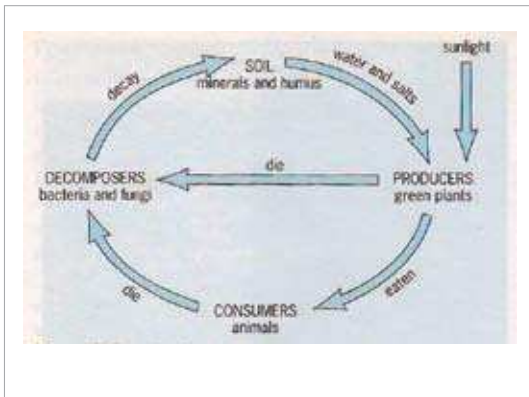 sunlight
SOIL
minerals and humus
water and salts
decay
die
DECOMPOSERS
bacteria and fungi
PRODUCERS
green plants
die
eaten
CONSUMERS
animals